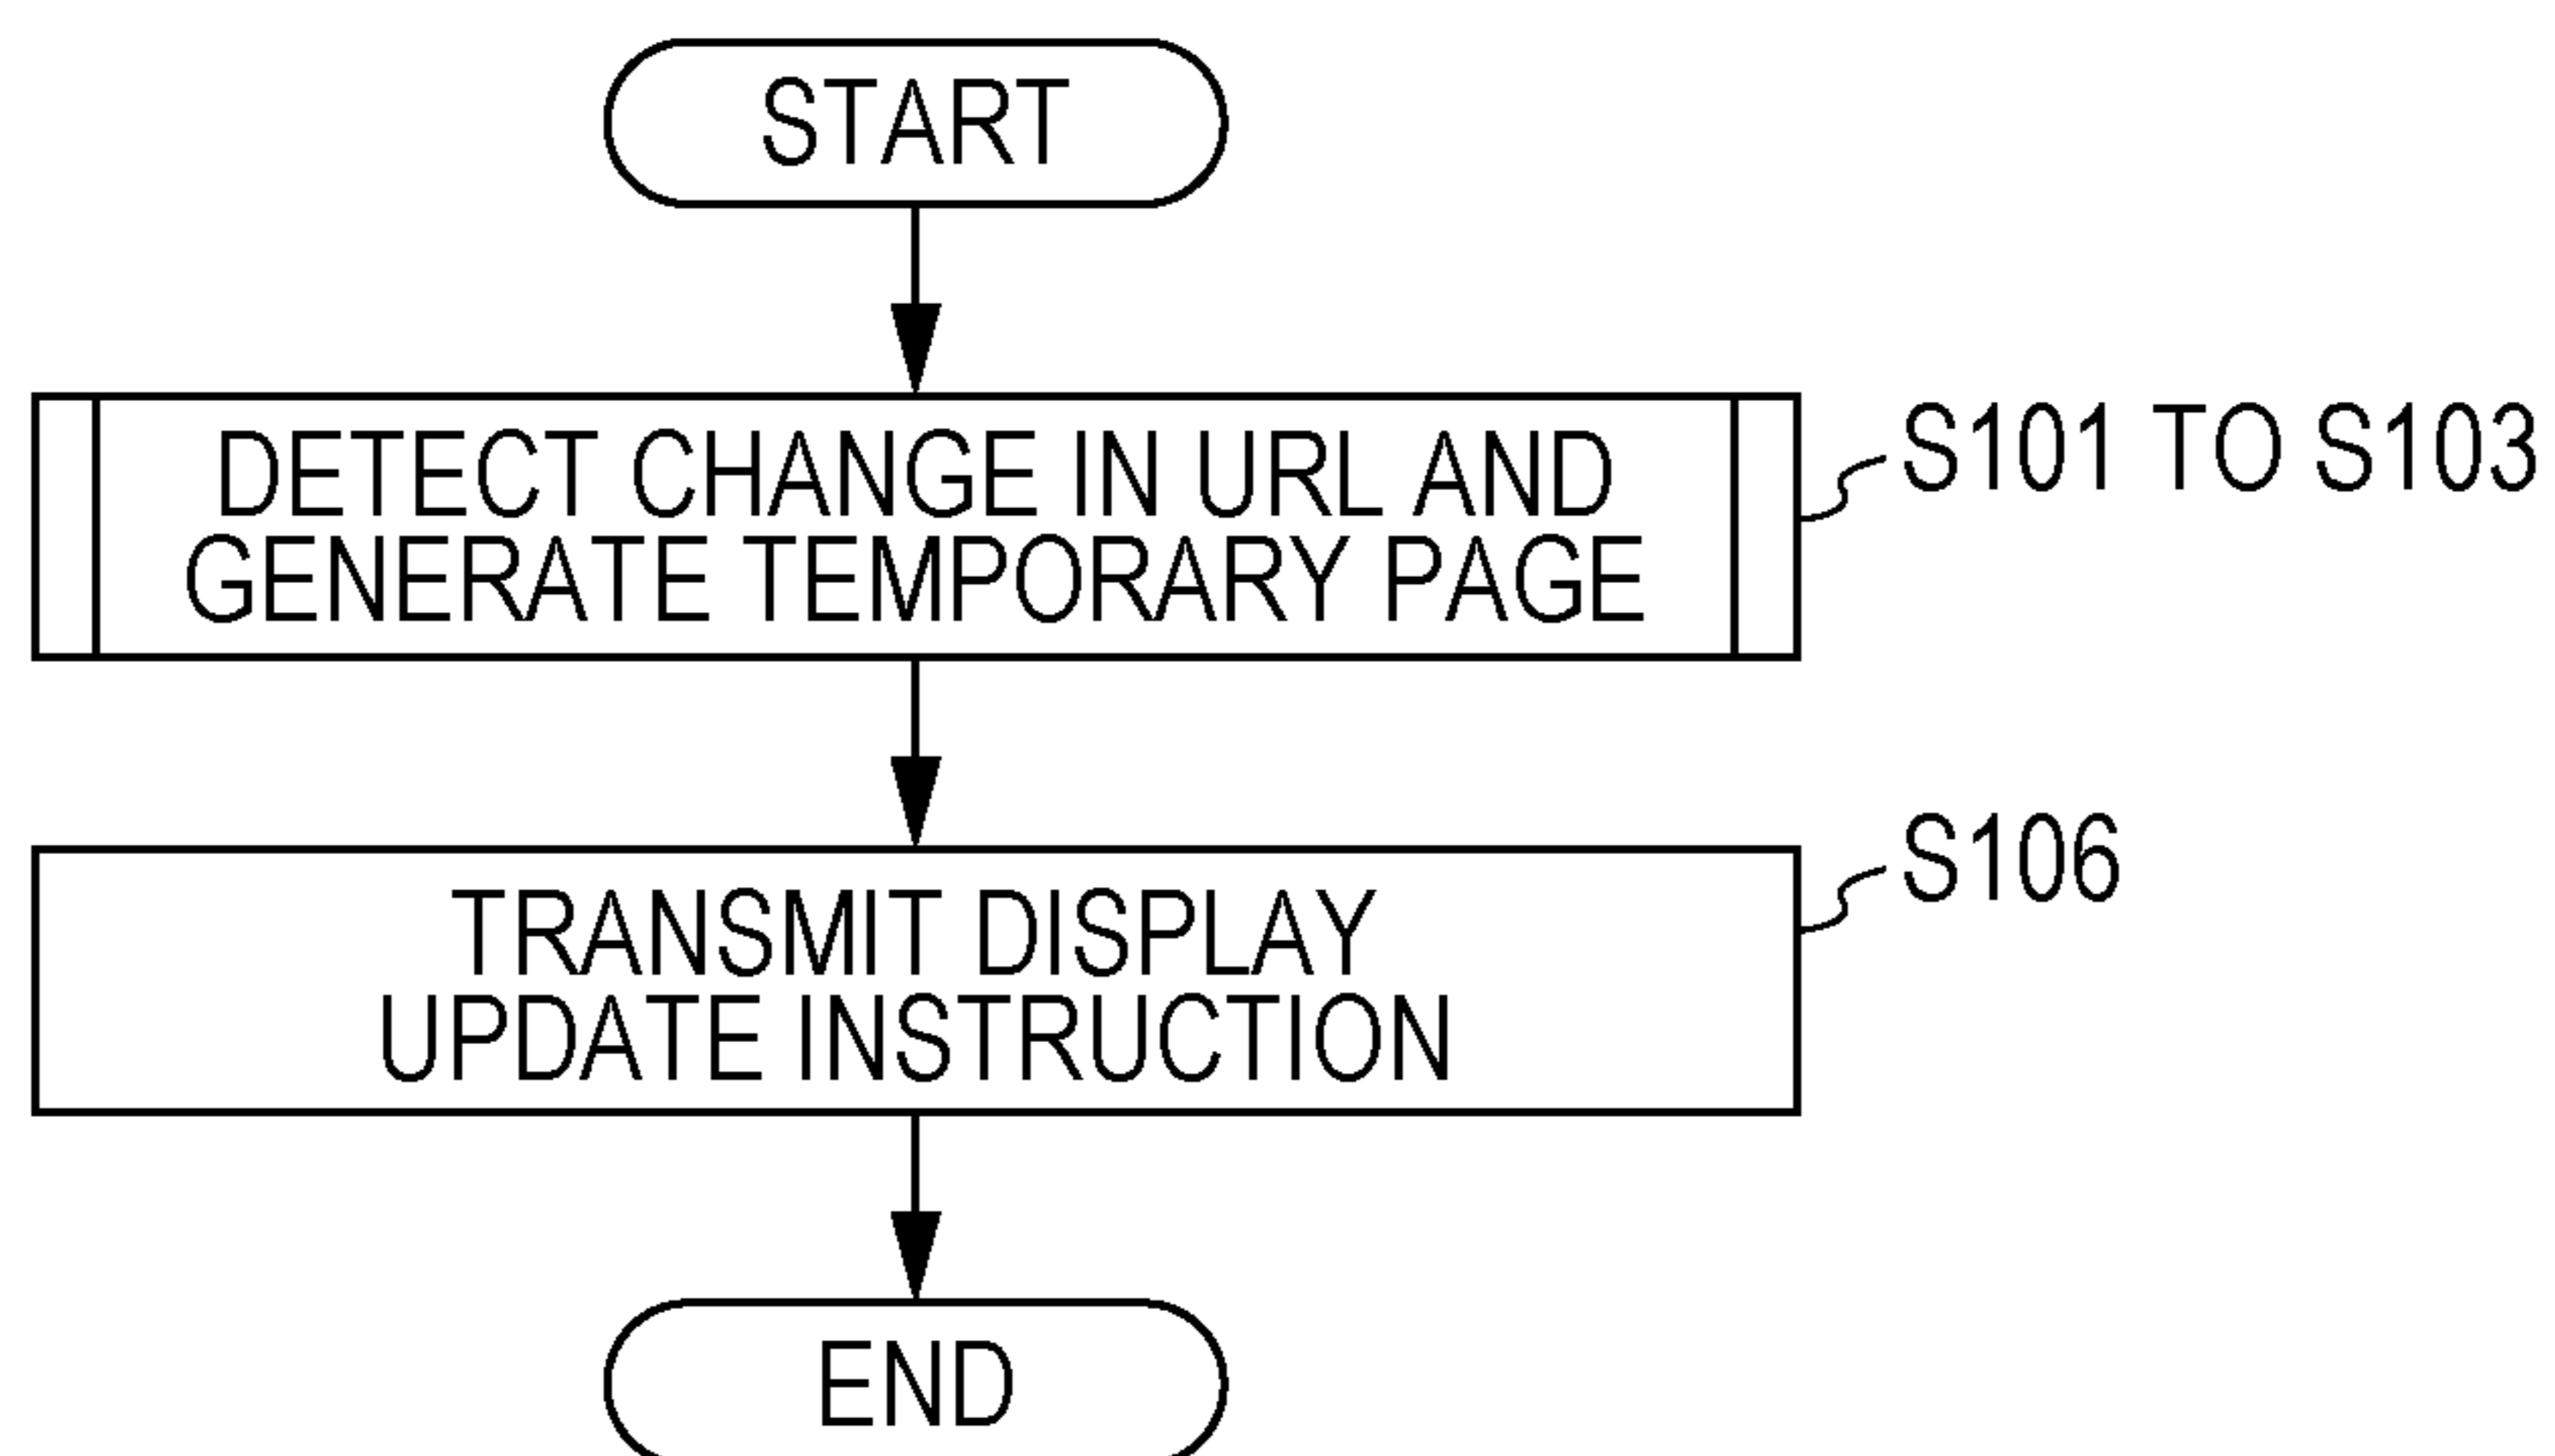 START
DETECT CHANGE IN URL AND
GENERATE TEMPORARY PAGE
S101 TO S103
TRANSMIT DISPLAY
UPDATE INSTRUCTION
S106
END